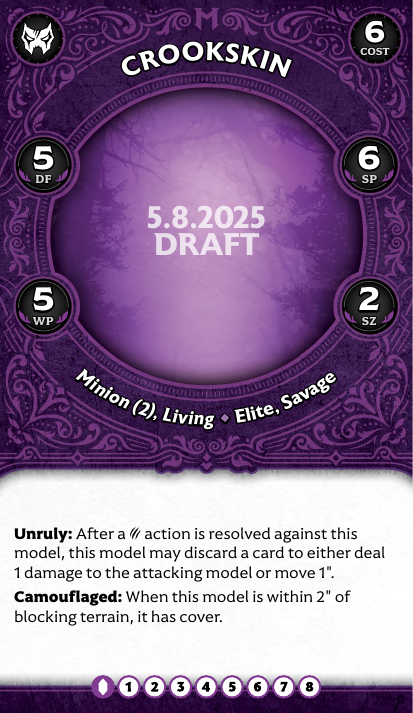 6
COST
CROOKSKIN
5
DF
6
SP
5.8.2025
DRAFT
5
WP
2
SZ
Minion (2), Living ⬥ Elite, Savage
Unruly: After a action is resolved against this
model, this model may discard a card to either deal
1 damage to the attacking model or move 1".
Camouflaged: When this model is within 2" of
blocking terrain, it has cover.
1 2 3 4 5 6 7 8